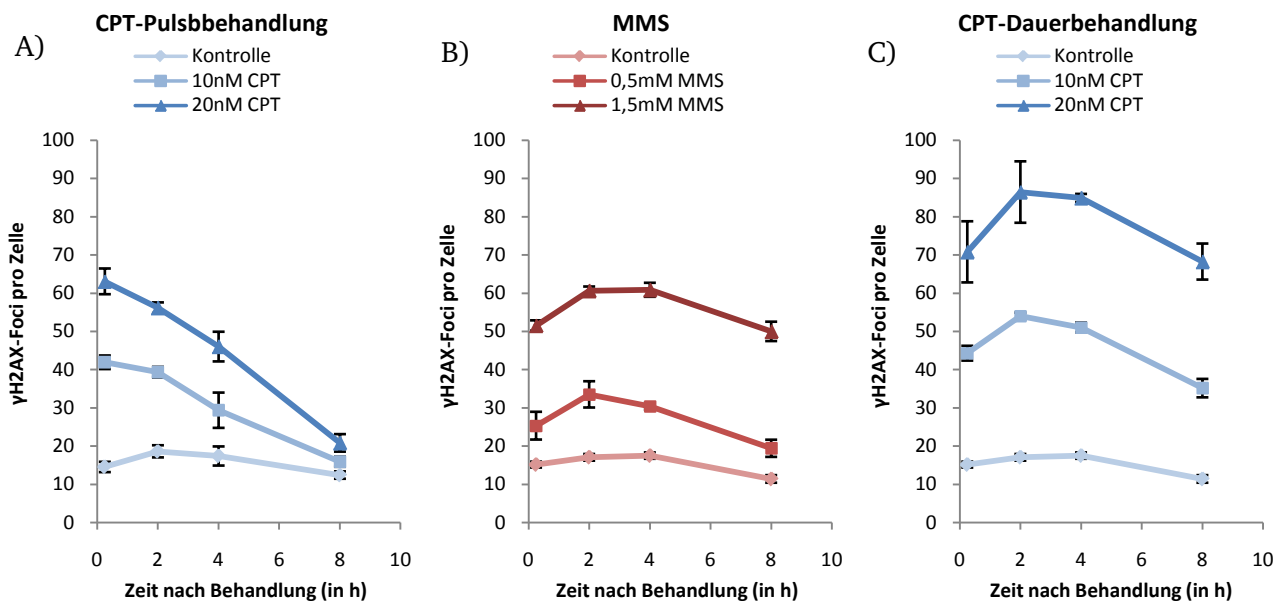 A)
CPT-Pulsbbehandlung
Kontrolle
10nM CPT
20nM CPT
γH2AX-Foci pro Zelle
100
90
80
70
60
50
40
30
20
10
0
0 2 4 6 8 10
Zeit nach Behandlung (in h)
B)
MMS
Kontrolle
0,5mM MMS
1,5mM MMS
γH2AX-Foci pro Zelle
100
90
80
70
60
50
40
30
20
10
0
0 2 4 6 8 10
Zeit nach Behandlung (in h)
C)
CPT-Dauerbehandlung
Kontrolle
10nM CPT
20nM CPT
γH2AX-Foci pro Zelle
100
90
80
70
60
50
40
30
20
10
0
0 2 4 6 8 10
Zeit nach Behandlung (in h)